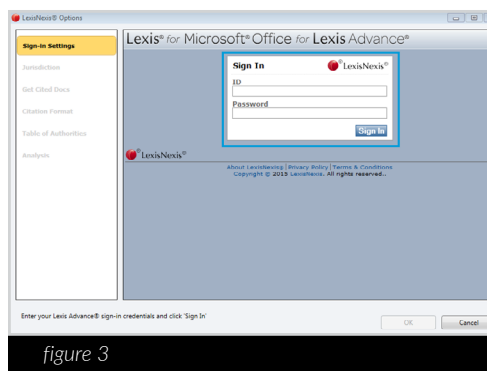 LexisNexis® Options
Sign-in Settings
Jurisdiction
Get Cited Docs
Citation Format
Table of Authorities
Analysis
Lexis® for Microsoft® Office for Lexis Advance®
Sign In
LexisNexis®
ID
Password
Sign In
LexisNexis®
About LexisNexis | Privacy Policy | Terms & Conditions
Copyright © 2015 LexisNexis. All rights reserved..
Enter your Lexis Advance® sign-in credentials and click 'Sign In'
OK
Cancel
figure 3